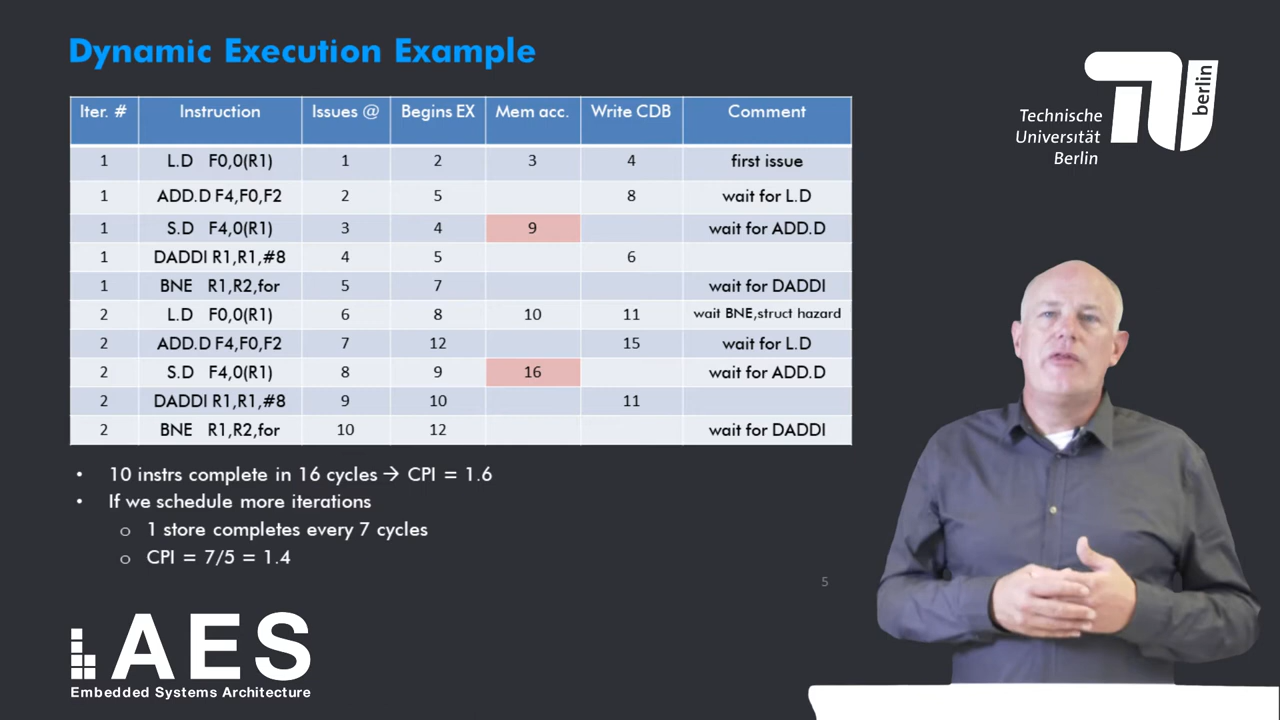 Dynamic Execution Example
Iter. # Instruction Issues @ Begins EX Mem acc. Write CDB Comment
1 L.D F0,0(R1) 1 2 3 4 first issue
1 ADD.D F4,F0,F2 2 5 8 wait for L.D
1 S.D F4,0(R1) 3 4 9 wait for ADD.D
1 DADDI R1,R1,#8 4 5 6
1 BNE R1,R2,for 5 7 wait for DADDI
2 L.D F0,0(R1) 6 8 10 11 wait BNE,struct hazard
2 ADD.D F4,F0,F2 7 12 15 wait for L.D
2 S.D F4,0(R1) 8 9 16 wait for ADD.D
2 DADDI R1,R1,#8 9 10 11
2 BNE R1,R2,for 10 12 wait for DADDI
• 10 instrs complete in 16 cycles → CPI = 1.6
• If we schedule more iterations
o 1 store completes every 7 cycles
o CPI = 7/5 = 1.4
5
AES
Embedded Systems Architecture
Technische
Universität
Berlin
berlin